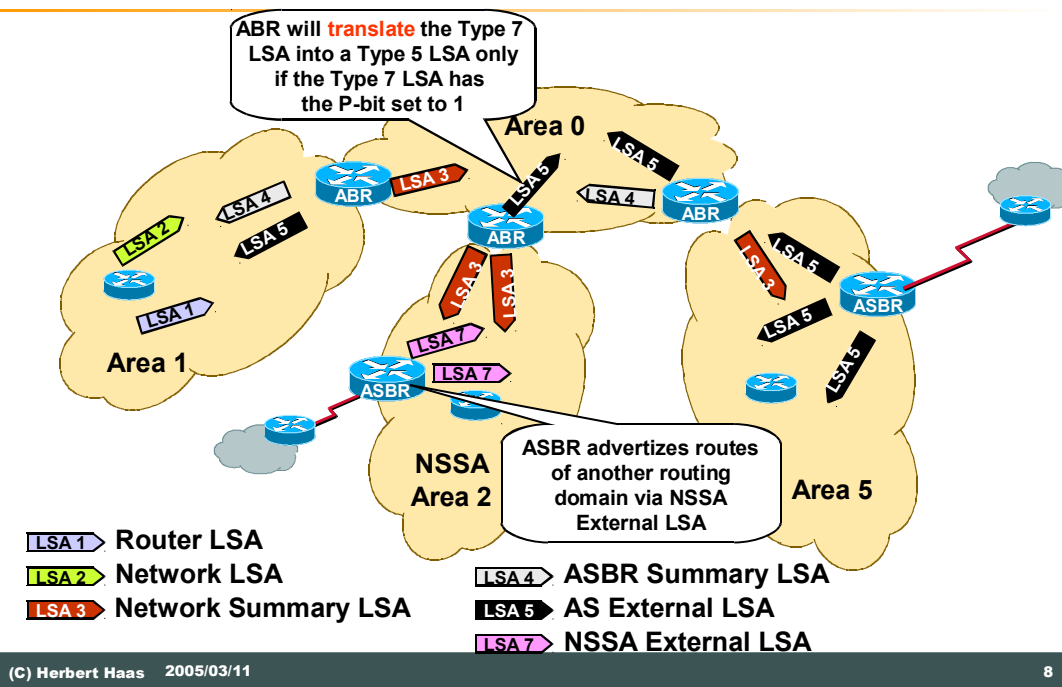 ABR will translate the Type 7
LSA into a Type 5 LSA only
if the Type 7 LSA has
the P-bit set to 1
Area 0
LSA 5
LSA 3
LSA 5
LSA 4
ABR
ABR
ABR
LSA 4
LSA 5
LSA 2
LSA 1
Area 1
LSA 3
LSA 3
LSA 7
LSA 7
ASBR
NSSA
Area 2
LSA 3
LSA 5
LSA 5
LSA 5
ASBR
Area 5
ASBR advertizes routes
of another routing
domain via NSSA
External LSA
LSA 1 Router LSA
LSA 2 Network LSA
LSA 3 Network Summary LSA
LSA 4 ASBR Summary LSA
LSA 5 AS External LSA
LSA 7 NSSA External LSA
(C) Herbert Haas 2005/03/11
8